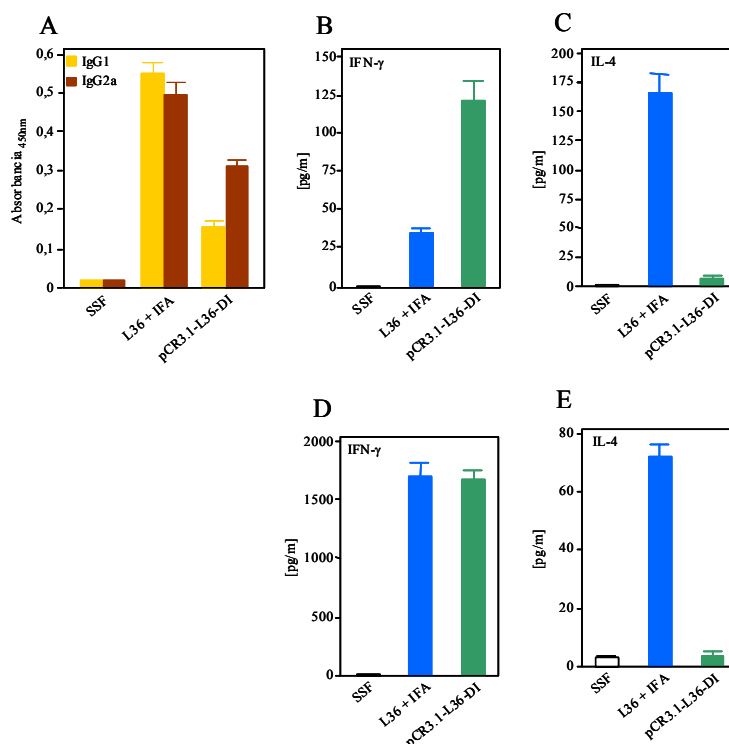 A
B
C
0,6
0,5
0,4
0,3
0,2
0,1
0
Absorbancia 450nm
IgG1
IgG2a
SSF
L36 + IFA
pCR3.1-L36-DI
150
125
100
75
50
25
0
[pg/m]
IFN-γ
SSF
L36 + IFA
pCR3.1-L36-DI
200
175
150
125
100
75
50
25
0
[pg/m]
IL-4
SSF
L36 + IFA
pCR3.1-L36-DI
D
E
2000
1500
1000
500
0
[pg/m]
IFN-γ
SSF
L36 + IFA
pCR3.1-L36-DI
80
60
40
20
0
[pg/m]
IL-4
SSF
L36 + IFA
pCR3.1-L36-DI